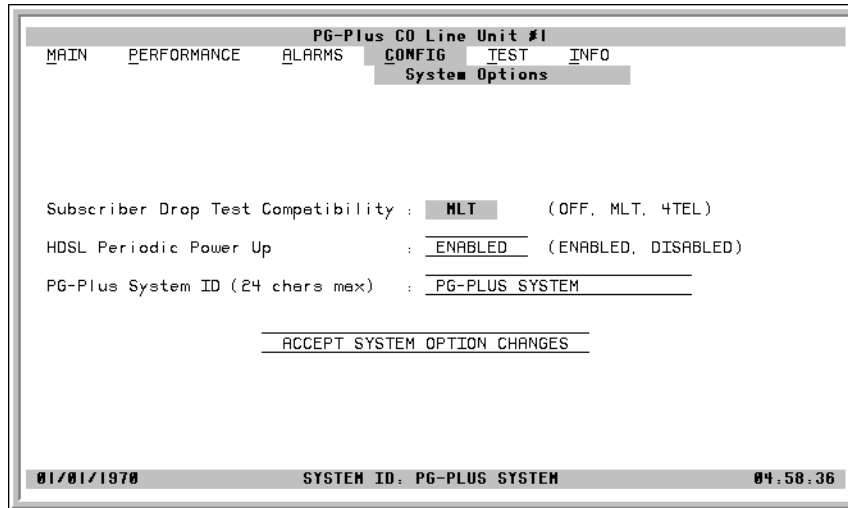 PG-Plus CO Line Unit #1
MAIN PERFORMANCE ALARMS CONFIG TEST INFO
System Options
Subscriber Drop Test Compatibility : MLT (OFF, MLT, 4TEL)
HDSL Periodic Power Up : ENABLED (ENABLED, DISABLED)
PG-Plus System ID (24 chars max) : PG-PLUS SYSTEM
ACCEPT SYSTEM OPTION CHANGES
01/01/1970 SYSTEM ID: PG-PLUS SYSTEM 04:58:36